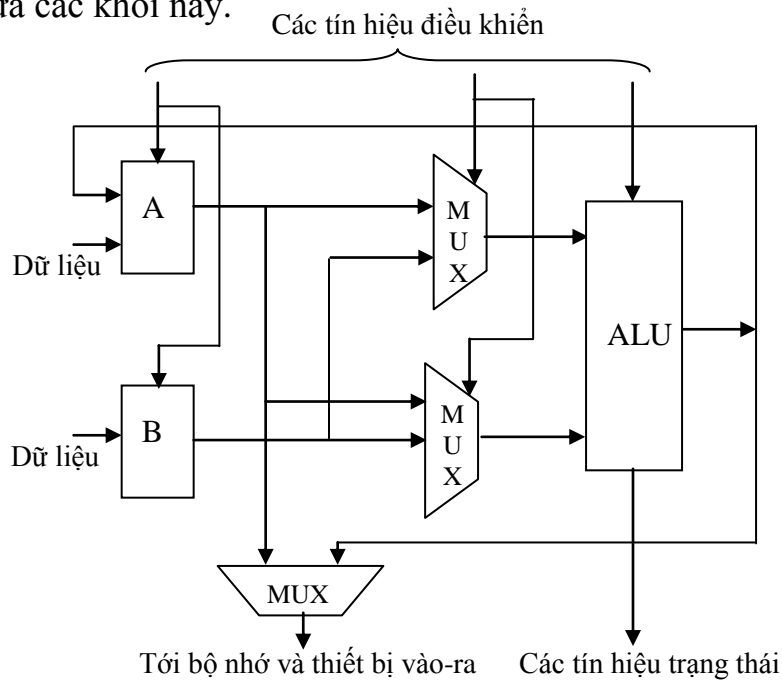 các khối này.
Các tín hiệu điều khiển
A
M
U
X
Dữ liệu
ALU
B
M
U
X
Dữ liệu
MUX
Tới bộ nhớ và thiết bị vào-ra
Các tín hiệu trạng thái